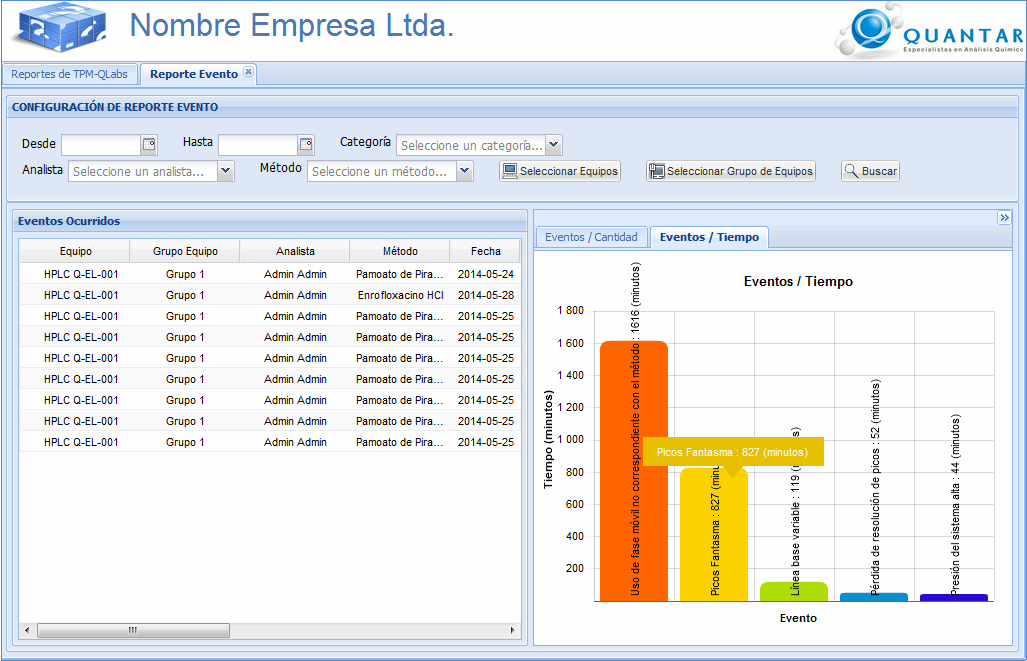 Nombre Empresa Ltda.
QUANTAR
Especialistas en Análisis Químico
Reportes de TPM-QLabs
Reporte Evento
CONFIGURACIÓN DE REPORTE EVENTO
Desde
Hasta
Categoría Seleccione un categoría...
Analista Seleccione un analista...
Método Seleccione un método...
Seleccionar Equipos
Seleccionar Grupo de Equipos
Buscar
Eventos Ocurridos
Equipo Grupo Equipo Analista Método Fecha
HPLC Q-EL-001 Grupo 1 Admin Admin Pamoato de Pira... 2014-05-24
HPLC Q-EL-001 Grupo 1 Admin Admin Enrofloxacino HCl 2014-05-28
HPLC Q-EL-001 Grupo 1 Admin Admin Pamoato de Pira... 2014-05-25
HPLC Q-EL-001 Grupo 1 Admin Admin Pamoato de Pira... 2014-05-25
HPLC Q-EL-001 Grupo 1 Admin Admin Pamoato de Pira... 2014-05-25
HPLC Q-EL-001 Grupo 1 Admin Admin Pamoato de Pira... 2014-05-25
HPLC Q-EL-001 Grupo 1 Admin Admin Pamoato de Pira... 2014-05-25
HPLC Q-EL-001 Grupo 1 Admin Admin Pamoato de Pira... 2014-05-25
HPLC Q-EL-001 Grupo 1 Admin Admin Pamoato de Pira... 2014-05-25
Eventos / Cantidad
Eventos / Tiempo
Eventos / Tiempo
Tiempo (minutos)
1 800
1 600
1 400
1 200
1 000
800
600
400
200
Uso de fase móvil no correspondiente con el método : 1616 (minutos)
Picos Fantasma : 827 (minutos)
Picos Fantasma : 827 (minu
Línea base variable : 119 (
Pérdida de resolución de picos : 52 (minutos)
Presión del sistema alta : 44 (minutos)
Evento